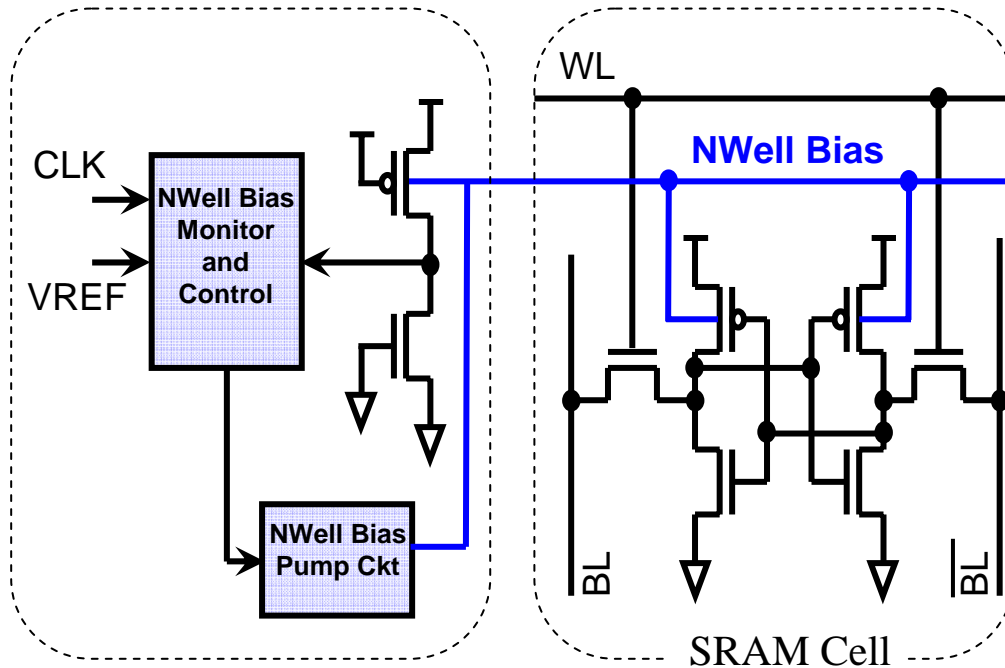 CLK
VREF
NWell Bias
Monitor
and
Control
NWell Bias
Pump Ckt
WL
NWell Bias
BL
BL
SRAM Cell